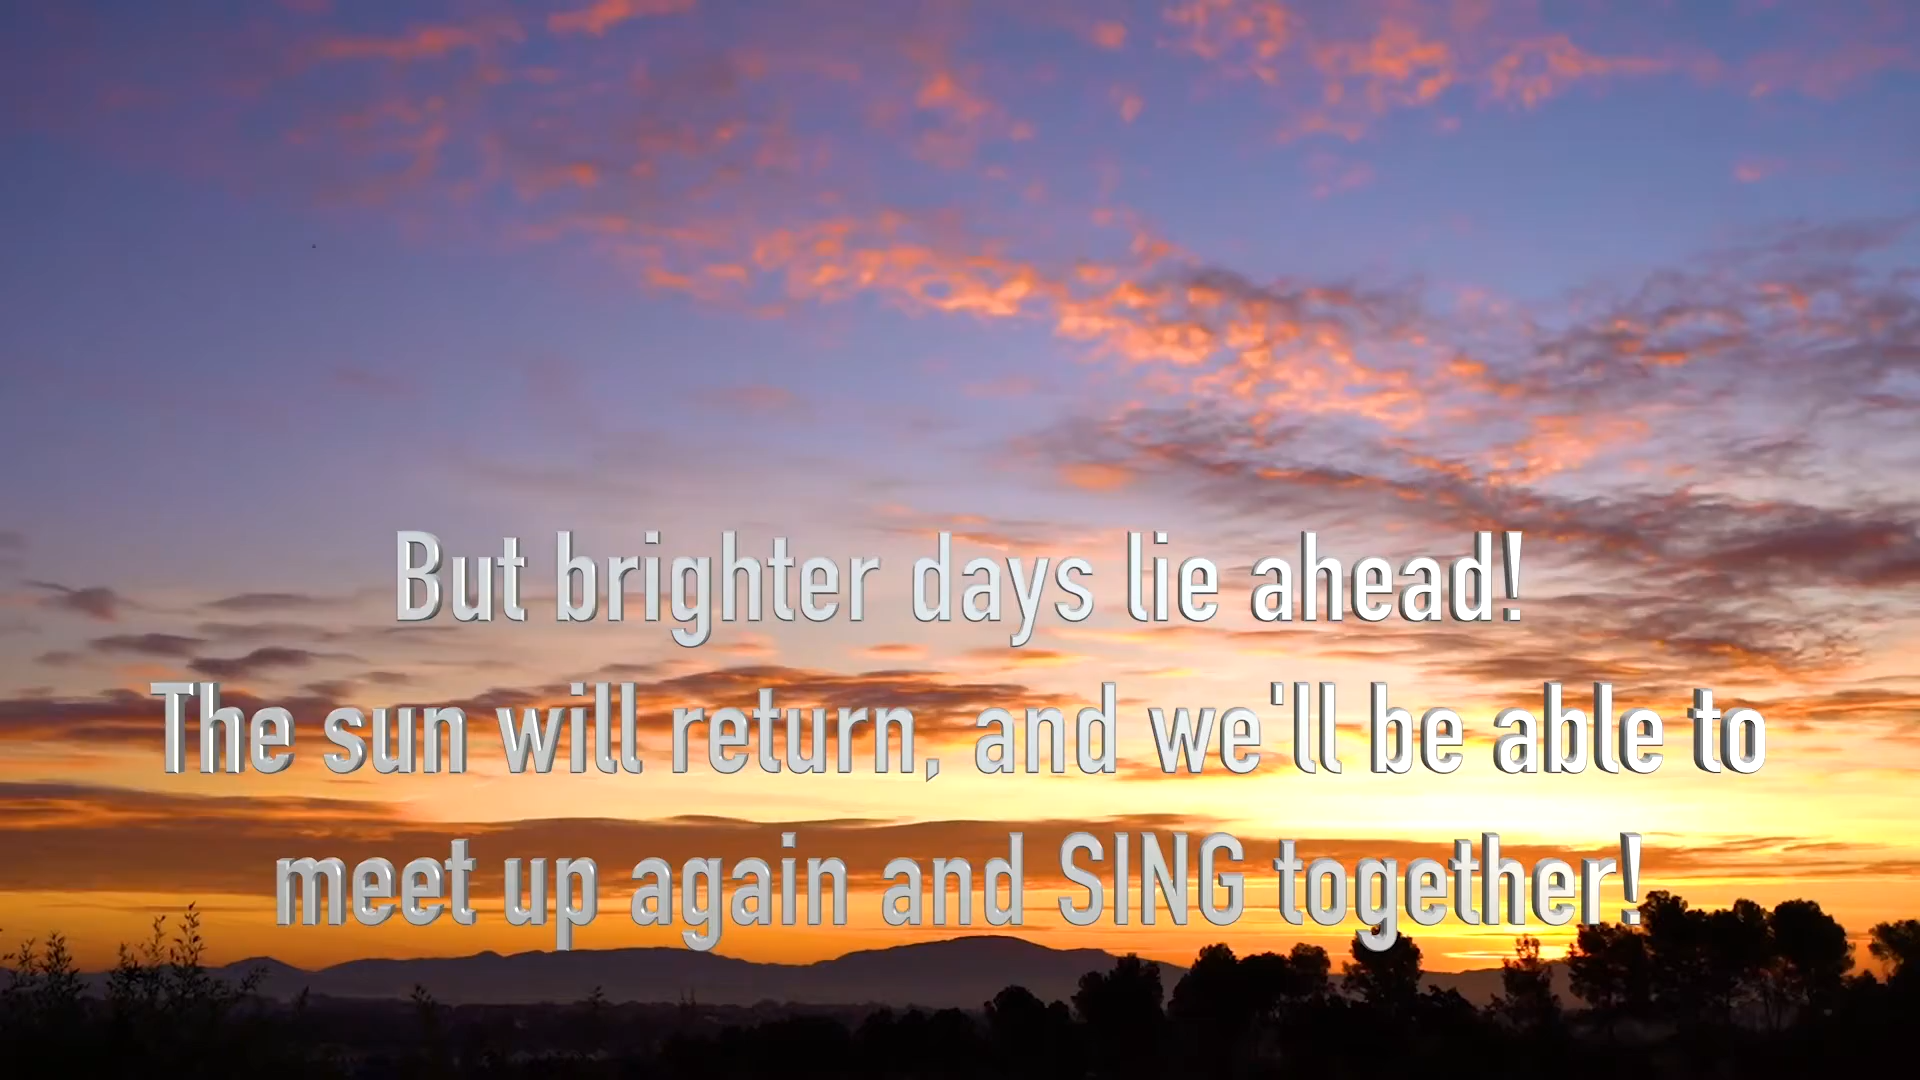 But brighter days lie ahead!
The sun will return, and we'll be able to
meet up again and SING together!